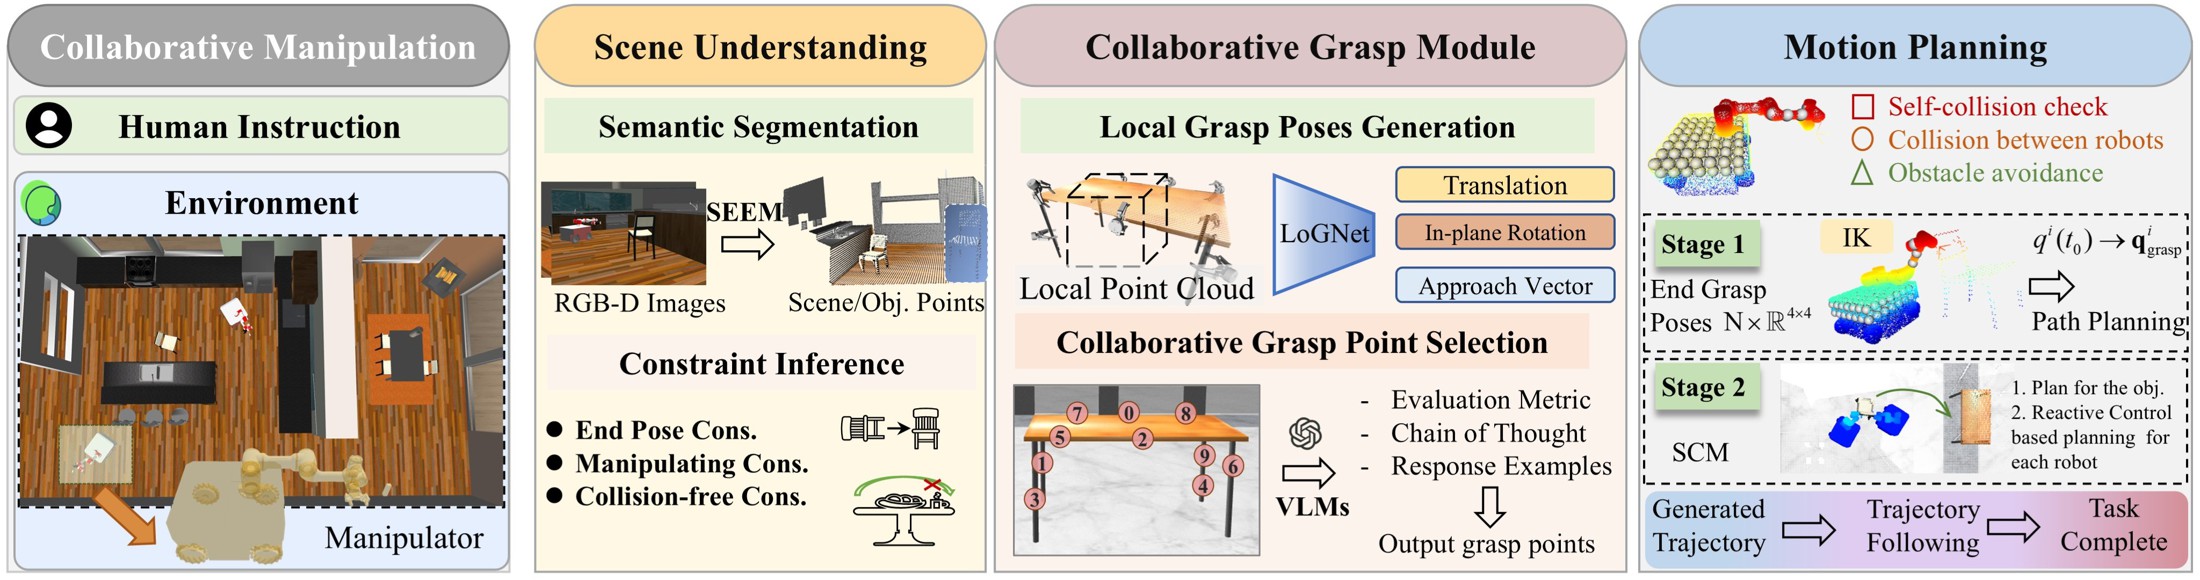 Collaborative Manipulation
Human Instruction
Environment
Manipulator
Scene Understanding
Semantic Segmentation
SEEM
RGB-D Images
Scene/Obj. Points
Constraint Inference
● End Pose Cons.
● Manipulating Cons.
● Collision-free Cons.
Collaborative Grasp Module
Local Grasp Poses Generation
Local Point Cloud
LoGNet
Translation
In-plane Rotation
Approach Vector
Collaborative Grasp Point Selection
7 0 8
5 2
1 9 6
3 4
VLMs
- Evaluation Metric
- Chain of Thought
- Response Examples
Output grasp points
Motion Planning
Self-collision check
Collision between robots
Obstacle avoidance
Stage 1
End Grasp
Poses N×ℝ⁴ˣ⁴
IK
qⁱ(t₀) → 𝐪ⁱ_grasp
Path Planning
Stage 2
SCM
1. Plan for the obj.
2. Reactive Control
based planning for
each robot
Generated
Trajectory
Trajectory
Following
Task
Complete